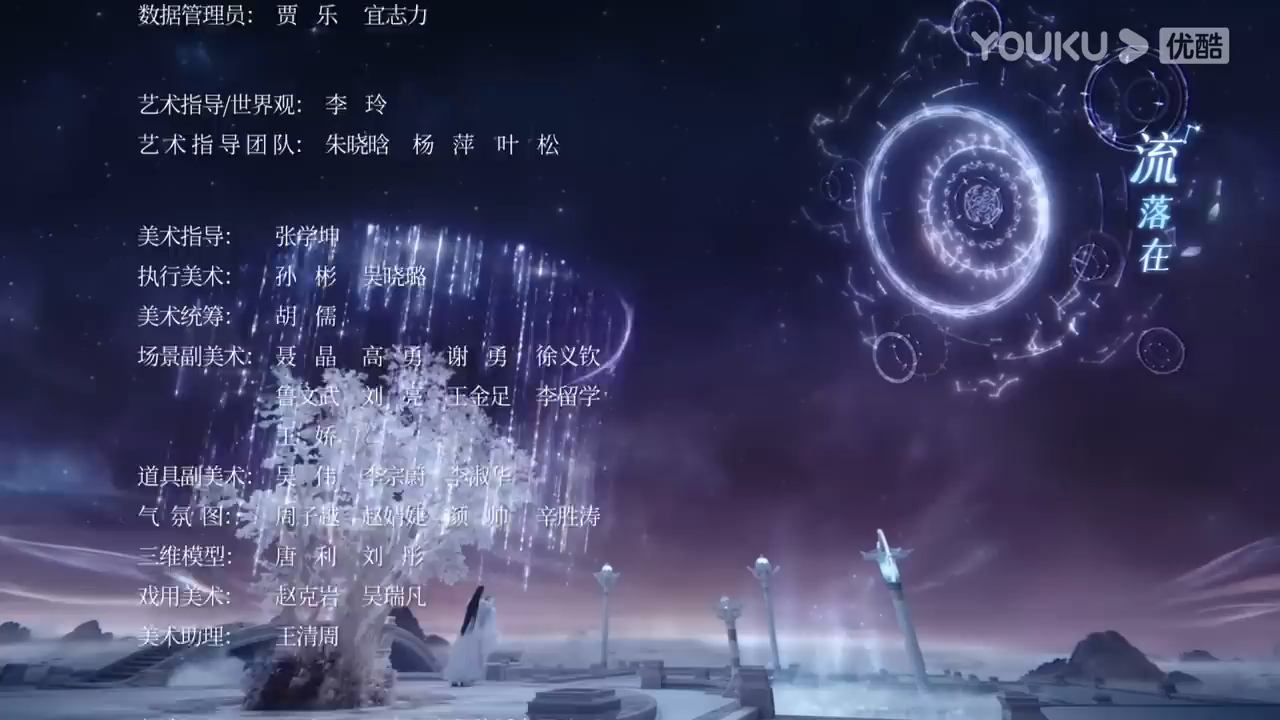 数据管理员： 贾 乐 宜志力
YOUKU 优酷
艺术指导/世界观： 李 玲
艺术指导团队： 朱晓晗 杨 萍 叶 松
流落在
美术指导： 张学坤
执行美术： 孙 彬 吴晓璐
美术统筹： 胡 儒
场景副美术： 聂 晶 高 勇 谢 勇 徐义钦
鲁文武 刘 亮 王金足 李留学
王 娇
道具副美术： 吴 伟 李宗蔚 李淑华
气氛图： 周子越 赵娟婕 颜 帅 辛胜涛
三维模型： 唐 利 刘 彤
戏用美术： 赵克岩 吴瑞凡
美术助理： 王清周